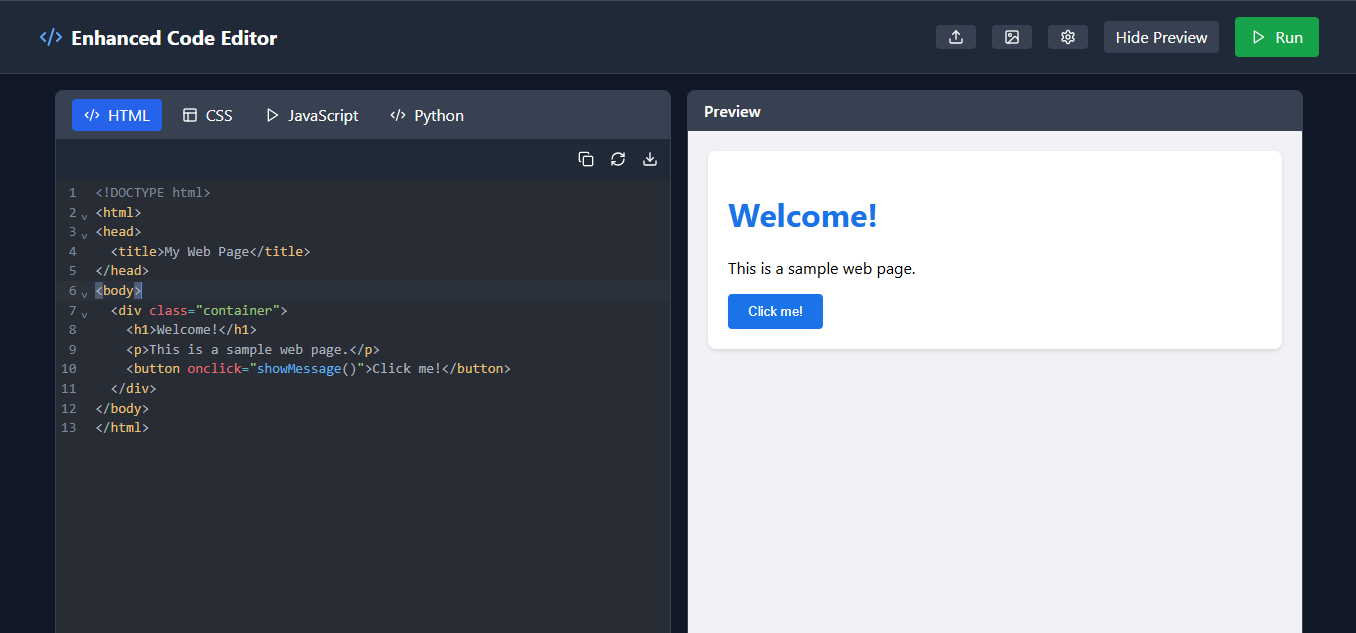 Enhanced Code Editor
Hide Preview
Run
HTML
CSS
JavaScript
Python
1 <!DOCTYPE html>
2 <html>
3 <head>
4   <title>My Web Page</title>
5 </head>
6 <body>
7   <div class="container">
8     <h1>Welcome!</h1>
9     <p>This is a sample web page.</p>
10     <button onclick="showMessage()">Click me!</button>
11   </div>
12 </body>
13 </html>
Preview
Welcome!
This is a sample web page.
Click me!